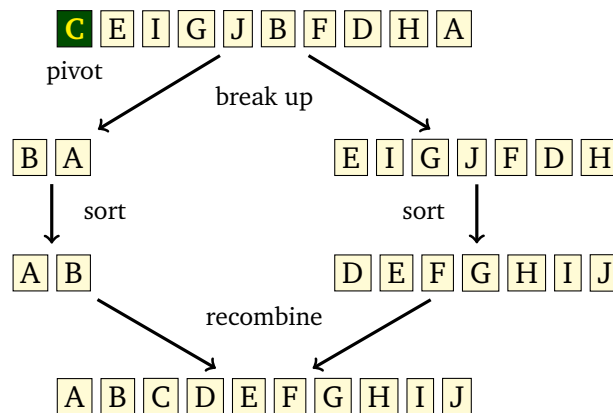 C E I G J B F D H A
pivot
break up
B A
E I G J F D H
sort
sort
A B
D E F G H I J
recombine
A B C D E F G H I J